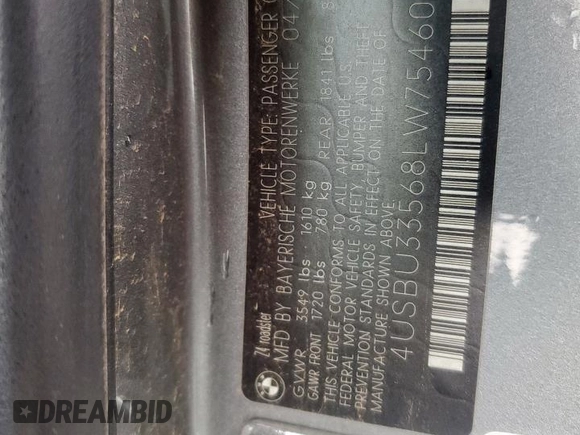 Z4 roadster VEHICLE TYPE: PASSENGER
MFD BY BAYERISCHE MOTORENWERKE 04/
GVWR 3549 lbs 1610 kg
GAWR FRONT 1720 lbs 780 kg REAR 1841 lbs
THIS VEHICLE CONFORMS TO ALL APPLICABLE U.S.
FEDERAL MOTOR VEHICLE SAFETY, BUMPER AND THEFT
PREVENTION STANDARDS IN EFFECT ON THE DATE OF
MANUFACTURE SHOWN ABOVE.
4USBU33568LW75460
BMW
DREAMBID